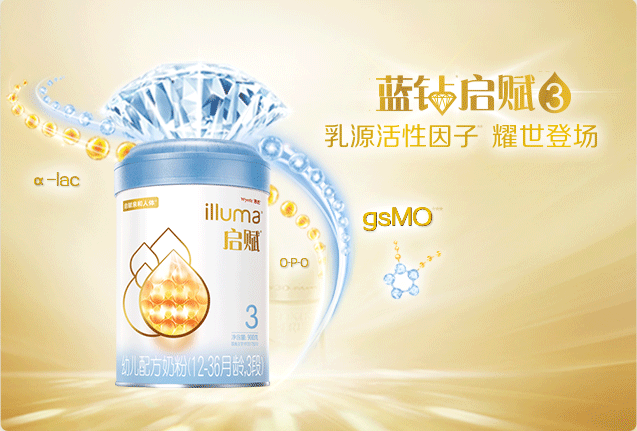 蓝钻启赋3
乳源活性因子 耀世登场
α-lac
gsMO
O-P-O
Wyeth
illuma
启赋
3
幼儿配方奶粉(12-36月龄,3段)